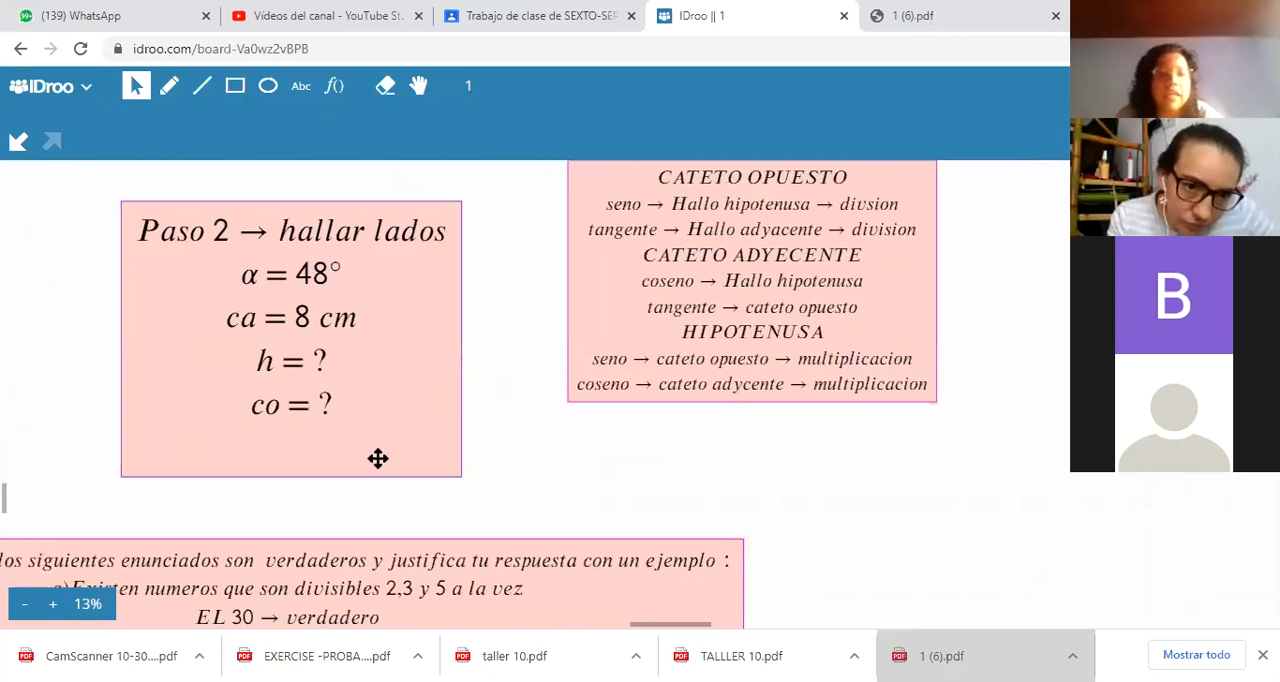 (139) WhatsApp
Vídeos del canal - YouTube St
Trabajo de clase de SEXTO-SEP
IDroo || 1
1 (6).pdf
idroo.com/board-Va0wz2vBPB
IDroo
Abc
f()
1
Paso 2 → hallar lados
α = 48°
ca = 8 cm
h = ?
co = ?
CATETO OPUESTO
seno → Hallo hipotenusa → divsion
tangente → Hallo adyacente → division
CATETO ADYECENTE
coseno → Hallo hipotenusa
tangente → cateto opuesto
HIPOTENUSA
seno → cateto opuesto → multiplicacion
coseno → cateto adycente → multiplicacion
B
los siguientes enunciados son verdaderos y justifica tu respuesta con un ejemplo :
a) Existen numeros que son divisibles 2,3 y 5 a la vez
EL 30 → verdadero
- + 13%
CamScanner 10-30....pdf
EXERCISE -PROBA....pdf
taller 10.pdf
TALLLER 10.pdf
1 (6).pdf
Mostrar todo